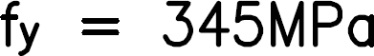 fy = 345MPa